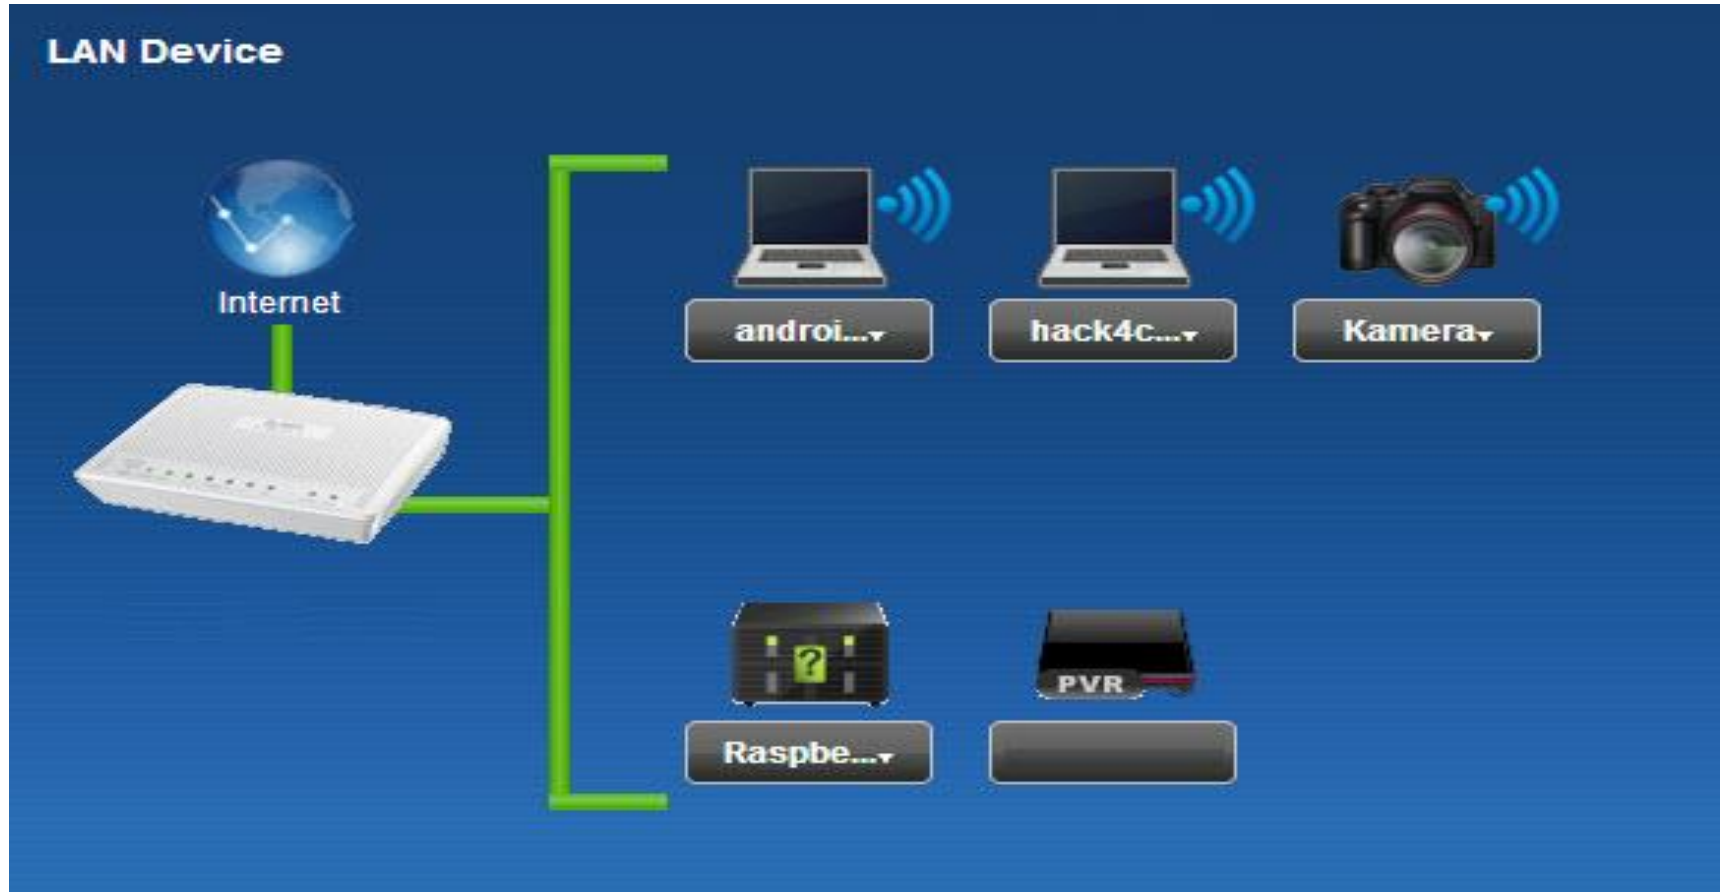 LAN Device
Internet
androi...
hack4c...
Kamera
?
PVR
Raspbe...